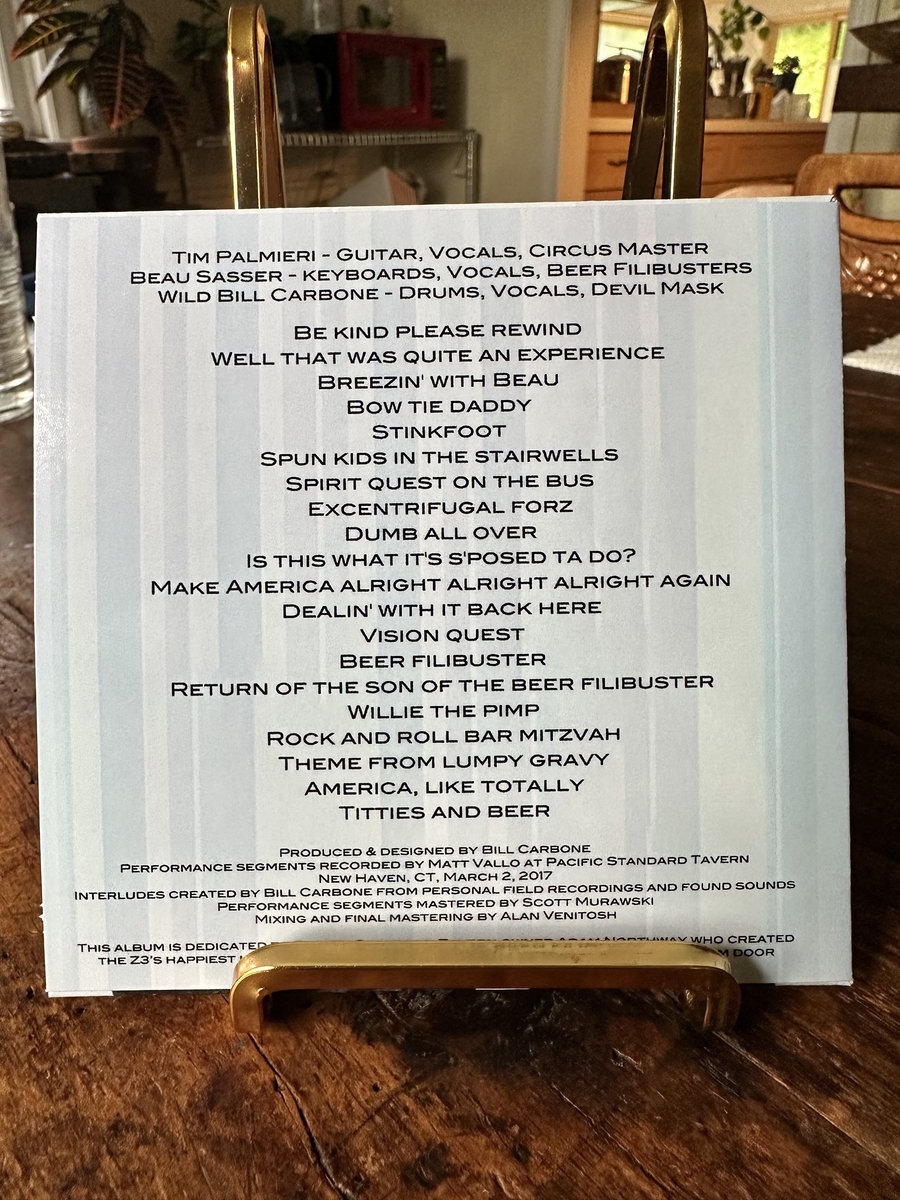 Tim Palmieri - Guitar, Vocals, Circus Master
Beau Sasser - keyboards, Vocals, Beer Filibusters
Wild Bill Carbone - Drums, Vocals, Devil Mask
Be kind please rewind
Well that was quite an experience
Breezin' with Beau
Bow tie daddy
Stinkfoot
Spun kids in the stairwells
Spirit quest on the bus
Excentrifugal forz
Dumb all over
Is this what it's s'posed ta do?
Make America alright alright alright again
Dealin' with it back here
Vision quest
Beer filibuster
Return of the son of the beer filibuster
Willie the pimp
Rock and roll bar mitzvah
Theme from lumpy gravy
America, like totally
Titties and beer
Produced & designed by Bill Carbone
Performance segments recorded by Matt Vallo at Pacific Standard Tavern
New Haven, CT, March 2, 2017
Interludes created by Bill Carbone from personal field recordings and found sounds
Performance segments mastered by Scott Murawski
Mixing and final mastering by Alan Venitosh
This album is dedicated owner Adam Northway who created
the Z3's happiest door